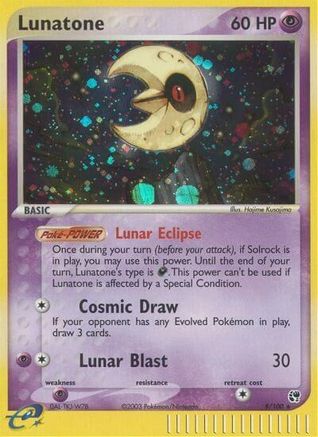 Lunatone 60 HP
BASIC Illus. Hajime Kusajima
Poké-POWER Lunar Eclipse
Once during your turn (before your attack), if Solrock is
in play, you may use this power. Until the end of your
turn, Lunatone's type is . This power can't be used if
Lunatone is affected by a Special Condition.
Cosmic Draw
If your opponent has any Evolved Pokémon in play,
draw 3 cards.
Lunar Blast 30
weakness resistance retreat cost
©2003 Pokémon/Nintendo 8/100 ★
e